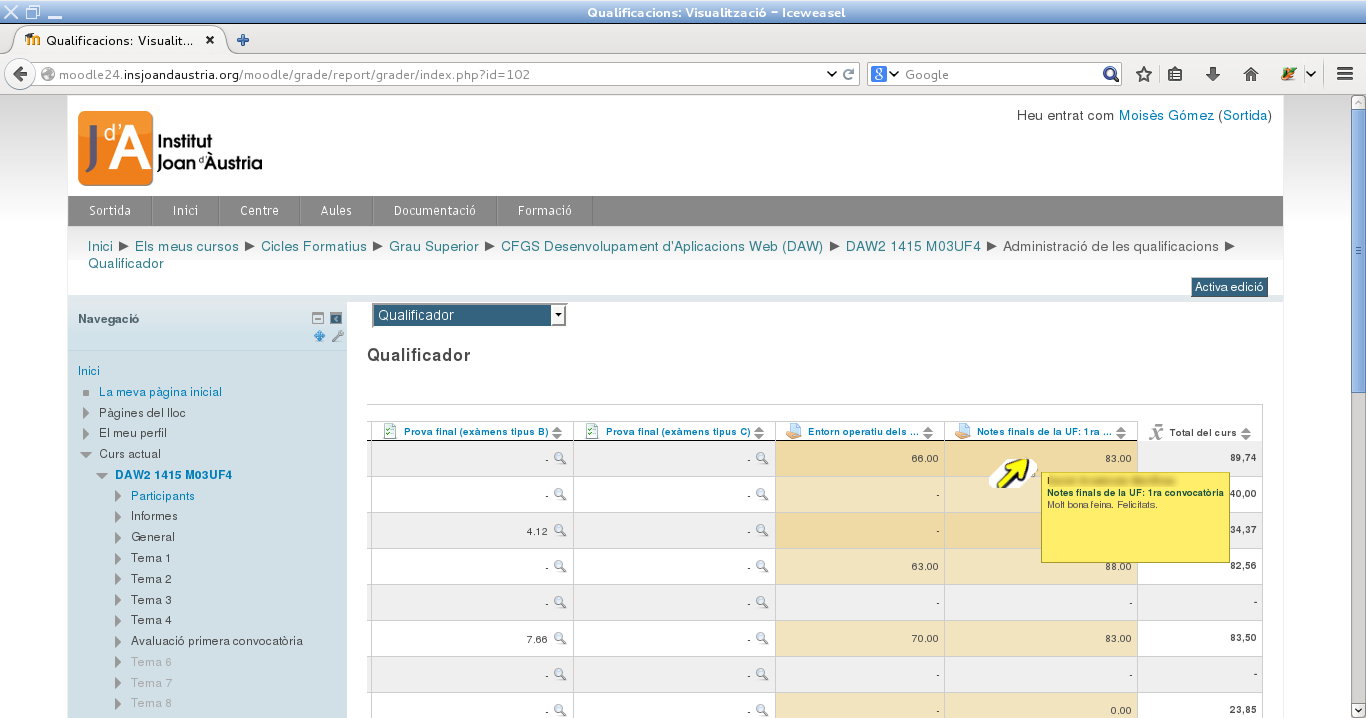 Qualificacions: Visualització – Iceweasel
Qualificacions: Visualit...
moodle24.insjoandaustria.org/moodle/grade/report/grader/index.php?id=102
Google
Heu entrat com Moisès Gómez (Sortida)
Jd'A Institut
Joan d'Àustria
Sortida Inici Centre Aules Documentació Formació
Inici ► Els meus cursos ► Cicles Formatius ► Grau Superior ► CFGS Desenvolupament d'Aplicacions Web (DAW) ► DAW2 1415 M03UF4 ► Administració de les qualificacions ►
Qualificador
Activa edició
Navegació
Inici
La meva pàgina inicial
Pàgines del lloc
El meu perfil
Curs actual
DAW2 1415 M03UF4
Participants
Informes
General
Tema 1
Tema 2
Tema 3
Tema 4
Avaluació primera convocatòria
Tema 6
Tema 7
Tema 8
Qualificador
Qualificador
Prova final (exàmens tipus B) Prova final (exàmens tipus C) Entorn operatiu dels ... Notes finals de la UF: 1ra ... x̄ Total del curs
- - 66.00 83.00 89,74
- - - 40,00
4.12 - - 34,37
- - 63.00 88.00 82,56
- - - - -
7.66 - 70.00 83.00 83,50
- - - - -
- - - 0.00 23,85
Notes finals de la UF: 1ra convocatòria
Molt bona feina. Felicitats.